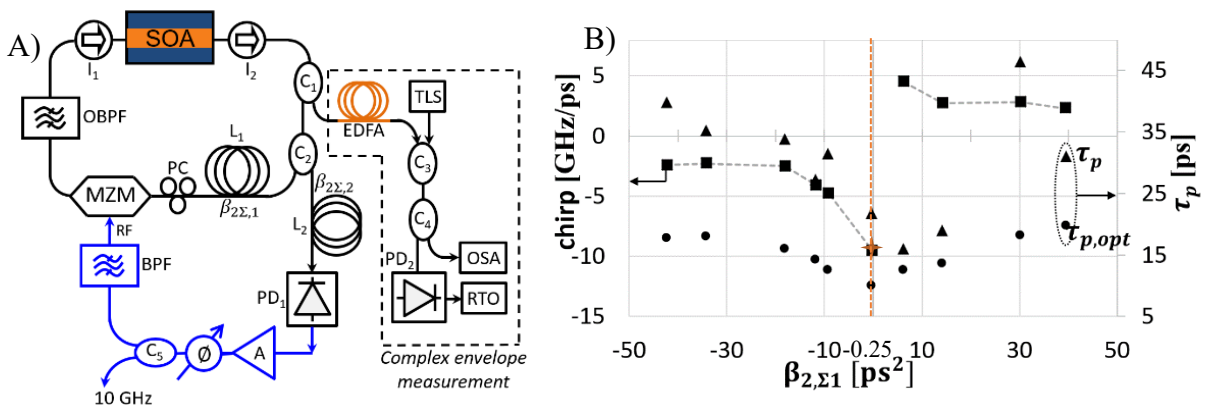 A)
I₁
SOA
I₂
C₁
OBPF
L₁
PC
C₂
EDFA
TLS
C₃
MZM
β₂Σ,₁
β₂Σ,₂
L₂
C₄
RF
BPF
PD₁
PD₂
OSA
RTO
C₅
Ø
A
10 GHz
Complex envelope
measurement
B)
chirp [GHz/ps]
5
0
-5
-10
-15
45
35
25
15
5
τp [ps]
τp
τp,opt
-50
-30
-10
-0.25
10
30
50
β₂,Σ₁ [ps²]